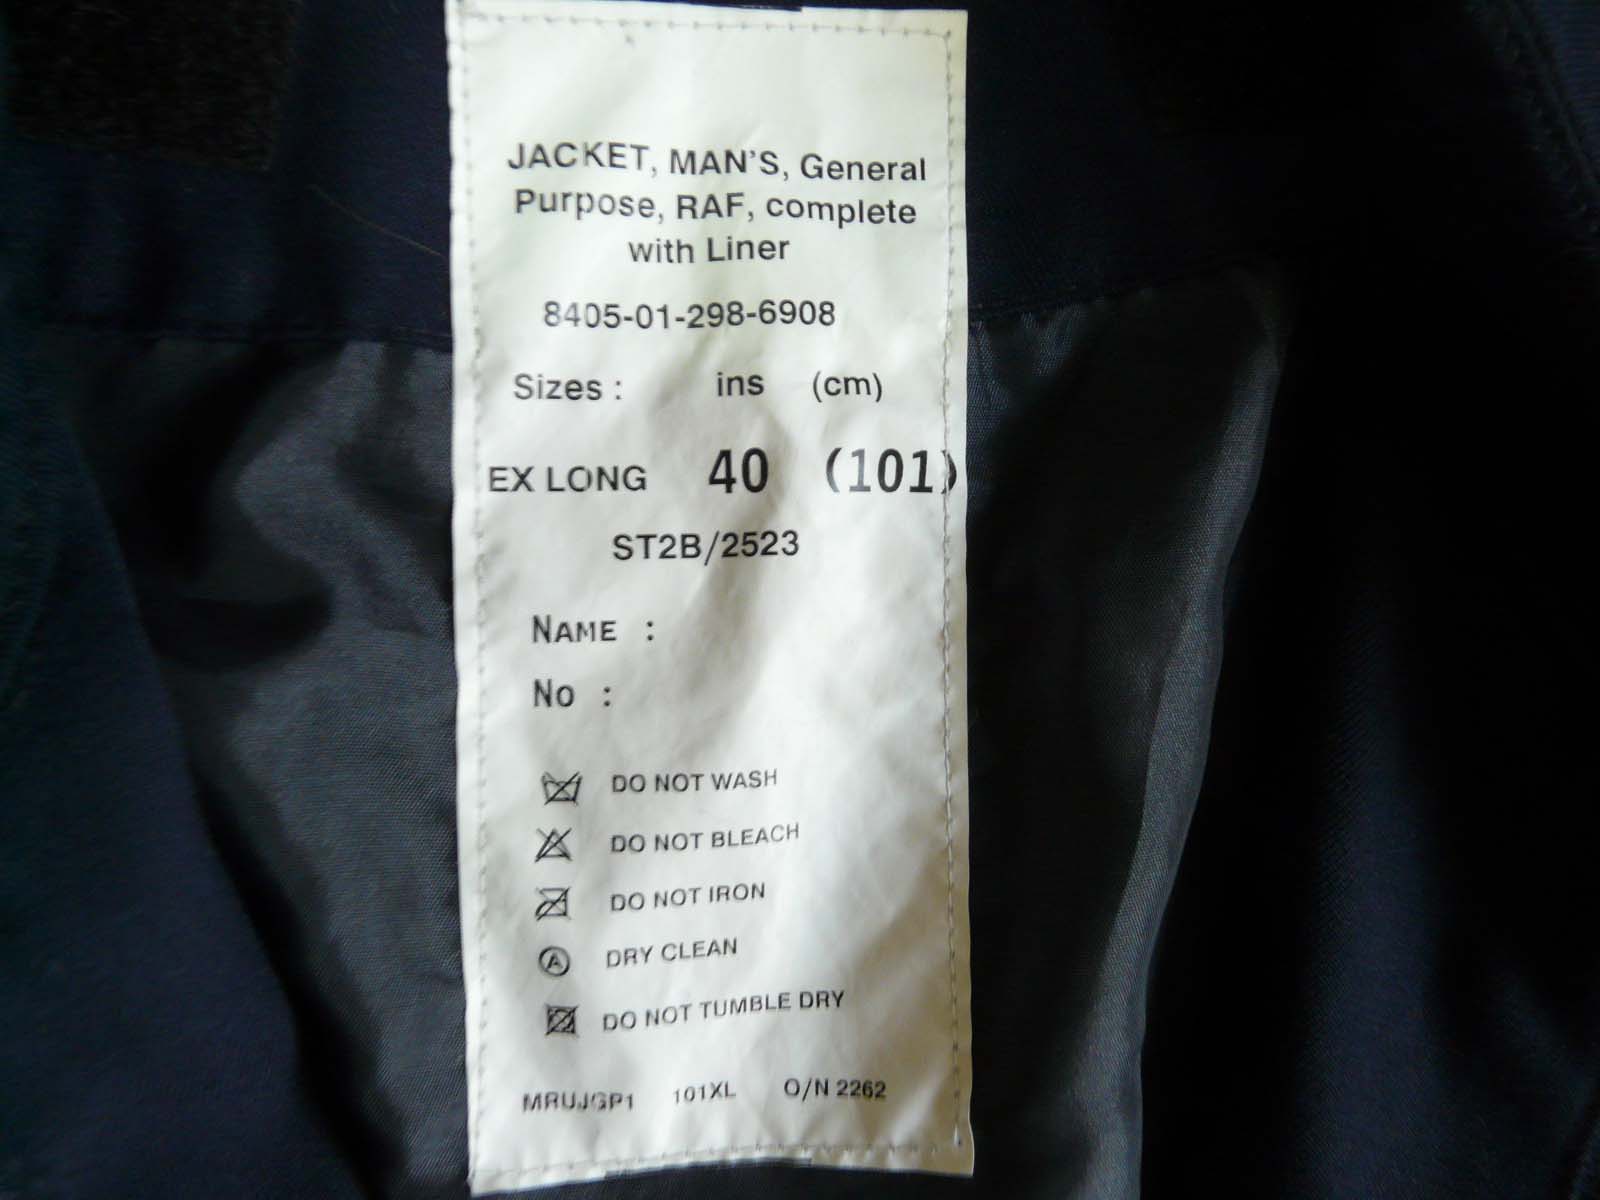 JACKET, MAN'S, General
Purpose, RAF, complete
with Liner
8405-01-298-6908
Sizes : ins (cm)
EX LONG 40 (101)
ST2B/2523
NAME :
No :
DO NOT WASH
DO NOT BLEACH
DO NOT IRON
A DRY CLEAN
DO NOT TUMBLE DRY
MRUJGP1 101XL O/N 2262